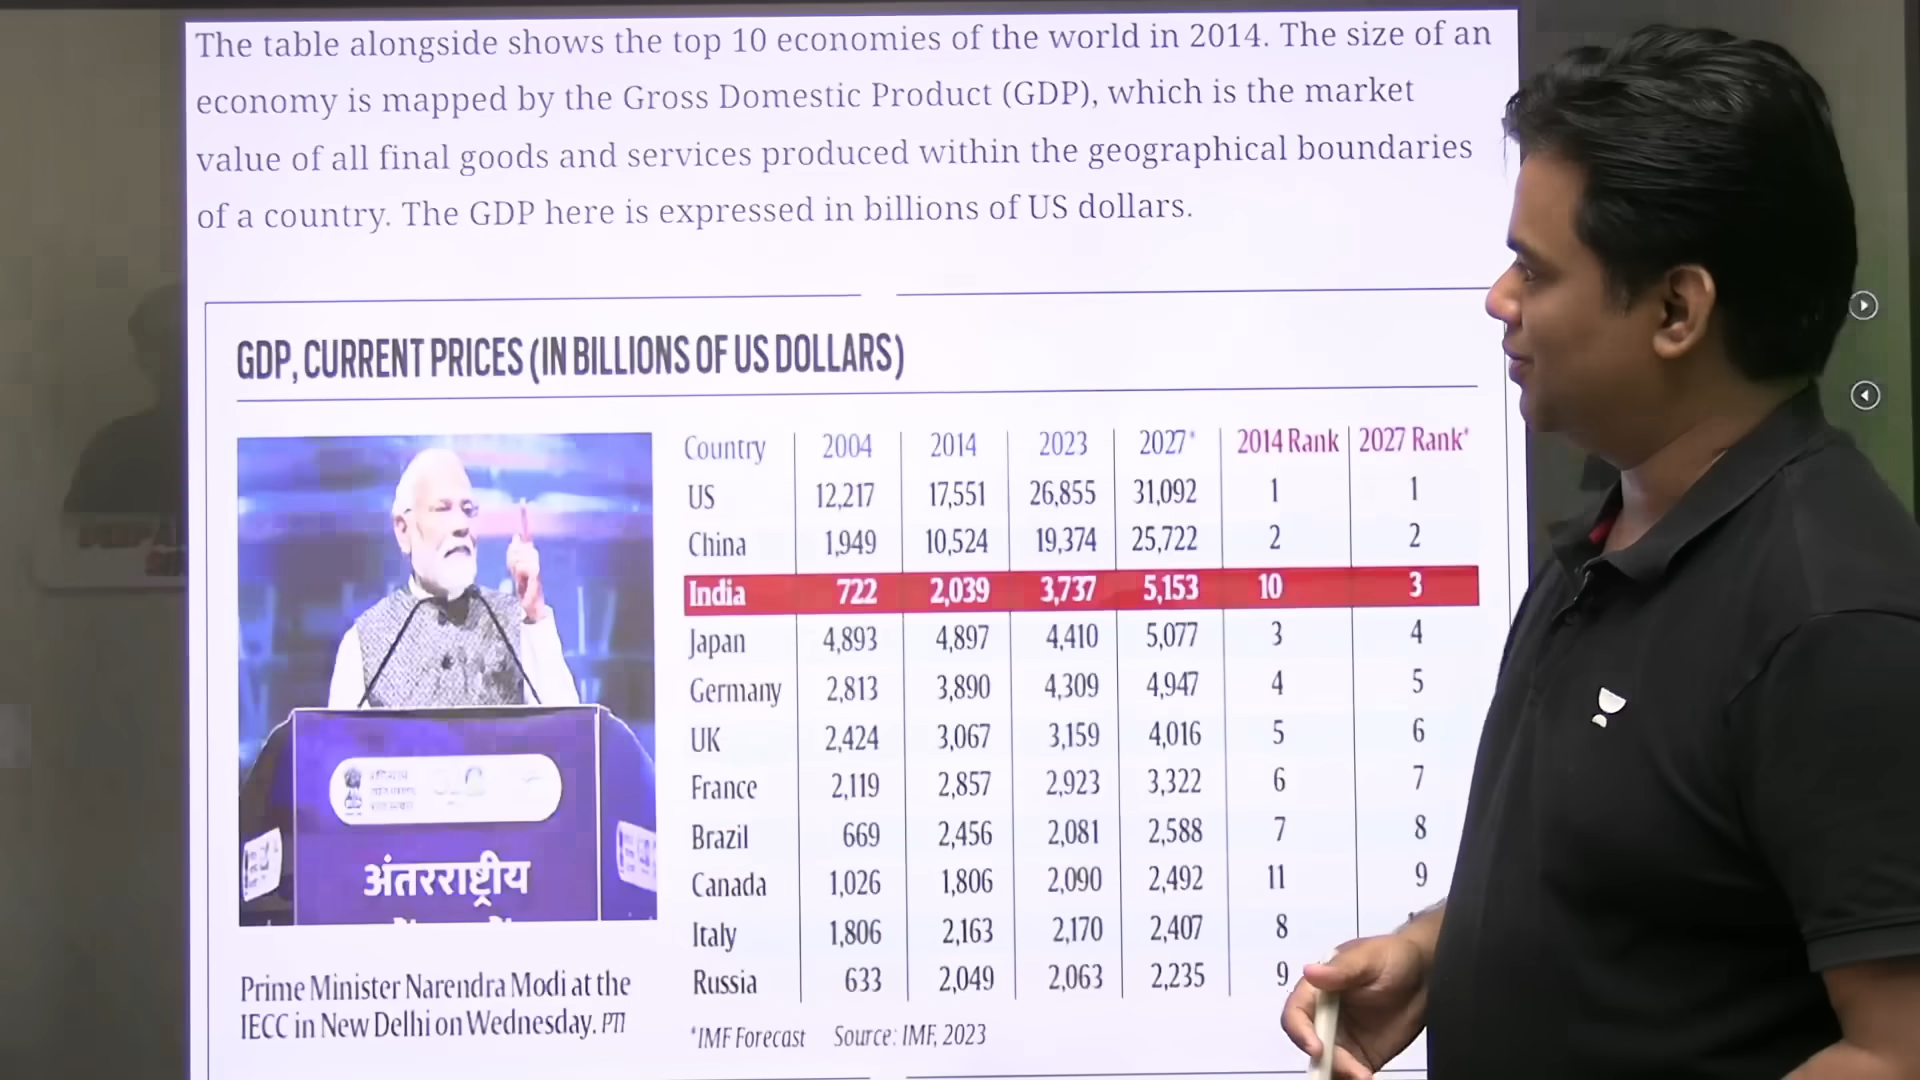 The table alongside shows the top 10 economies of the world in 2014. The size of an
economy is mapped by the Gross Domestic Product (GDP), which is the market
value of all final goods and services produced within the geographical boundaries
of a country. The GDP here is expressed in billions of US dollars.
GDP, CURRENT PRICES (IN BILLIONS OF US DOLLARS)
Country 2004 2014 2023 2027* 2014 Rank 2027 Rank*
US 12,217 17,551 26,855 31,092 1 1
China 1,949 10,524 19,374 25,722 2 2
India 722 2,039 3,737 5,153 10 3
Japan 4,893 4,897 4,410 5,077 3 4
Germany 2,813 3,890 4,309 4,947 4 5
UK 2,424 3,067 3,159 4,016 5 6
France 2,119 2,857 2,923 3,322 6 7
Brazil 669 2,456 2,081 2,588 7 8
Canada 1,026 1,806 2,090 2,492 11 9
Italy 1,806 2,163 2,170 2,407 8
Russia 633 2,049 2,063 2,235 9
*IMF Forecast Source: IMF, 2023
अंतरराष्ट्रीय
Prime Minister Narendra Modi at the
IECC in New Delhi on Wednesday. PTI